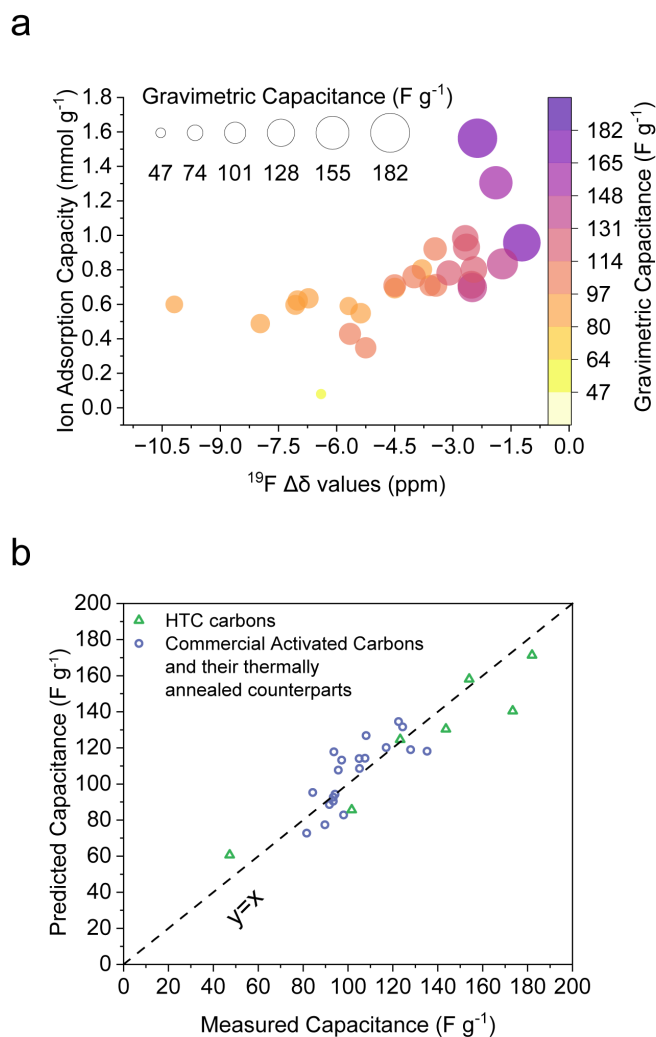 a
Gravimetric Capacitance (F g⁻¹)
47 74 101 128 155 182
Ion Adsorption Capacity (mmol g⁻¹)
1.8
1.6
1.4
1.2
1.0
0.8
0.6
0.4
0.2
0.0
−10.5 −9.0 −7.5 −6.0 −4.5 −3.0 −1.5 0.0
¹⁹F Δδ values (ppm)
182
165
148
131
114
97
80
64
47
Gravimetric Capacitance (F g⁻¹)
b
HTC carbons
Commercial Activated Carbons
and their thermally
annealed counterparts
Predicted Capacitance (F g⁻¹)
200
180
160
140
120
100
80
60
40
20
0
y=x
0 20 40 60 80 100 120 140 160 180 200
Measured Capacitance (F g⁻¹)